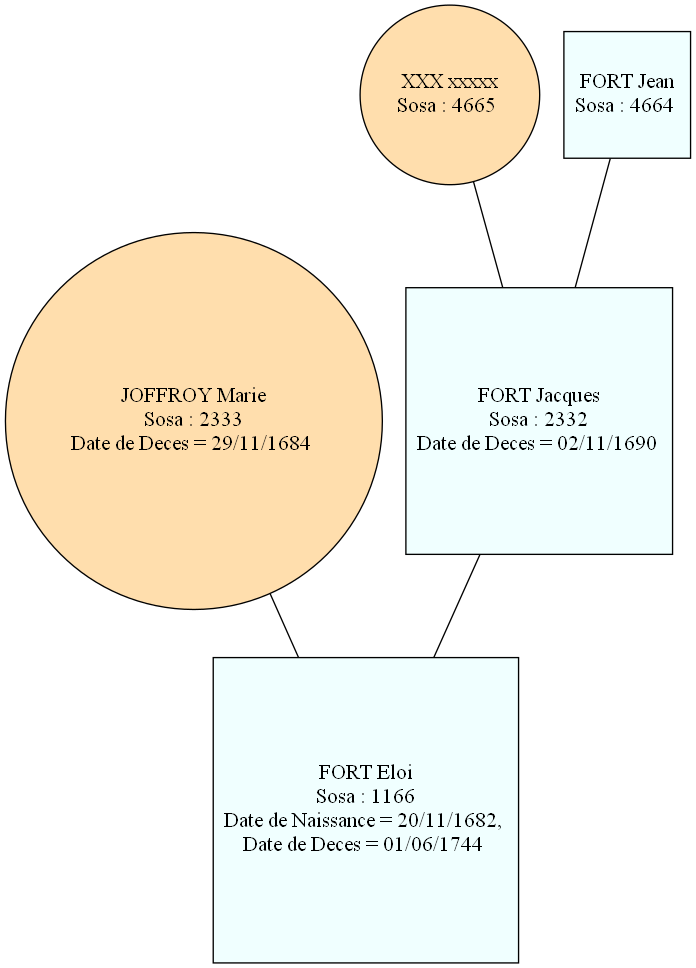 XXX xxxxx
Sosa : 4665
FORT Jean
Sosa : 4664
JOFFROY Marie
Sosa : 2333
Date de Deces = 29/11/1684
FORT Jacques
Sosa : 2332
Date de Deces = 02/11/1690
FORT Eloi
Sosa : 1166
Date de Naissance = 20/11/1682,
Date de Deces = 01/06/1744